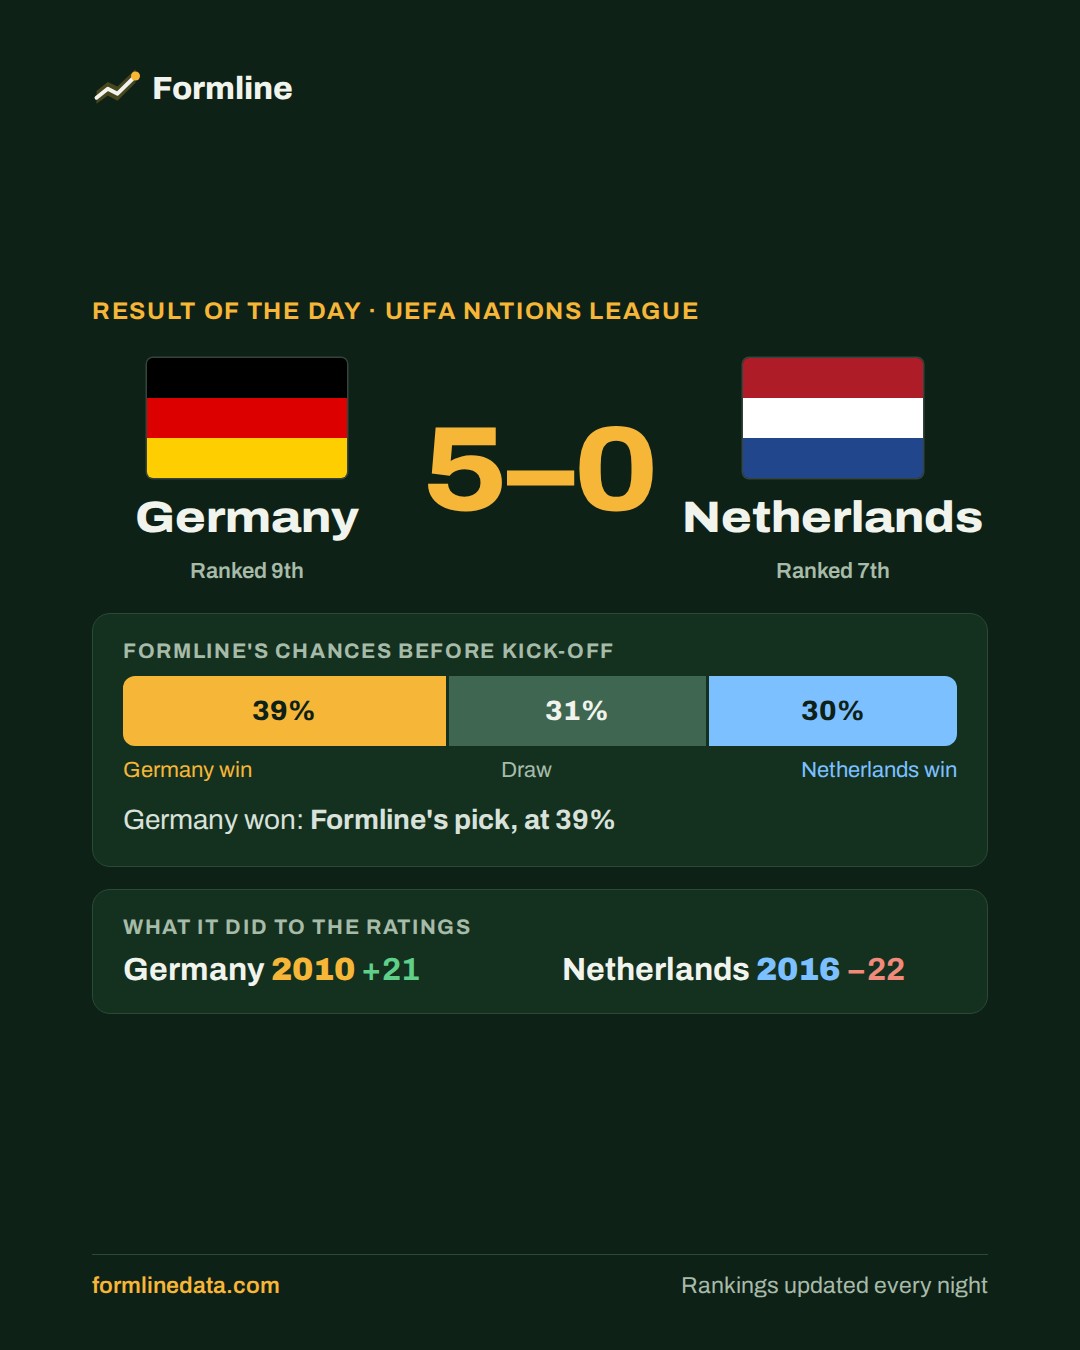 Formline
RESULT OF THE DAY · UEFA NATIONS LEAGUE
5–0
Germany
Netherlands
Ranked 9th
Ranked 7th
FORMLINE'S CHANCES BEFORE KICK-OFF
39% 31% 30%
Germany win Draw Netherlands win
Germany won: Formline's pick, at 39%
WHAT IT DID TO THE RATINGS
Germany 2010 +21 Netherlands 2016 –22
formlinedata.com Rankings updated every night